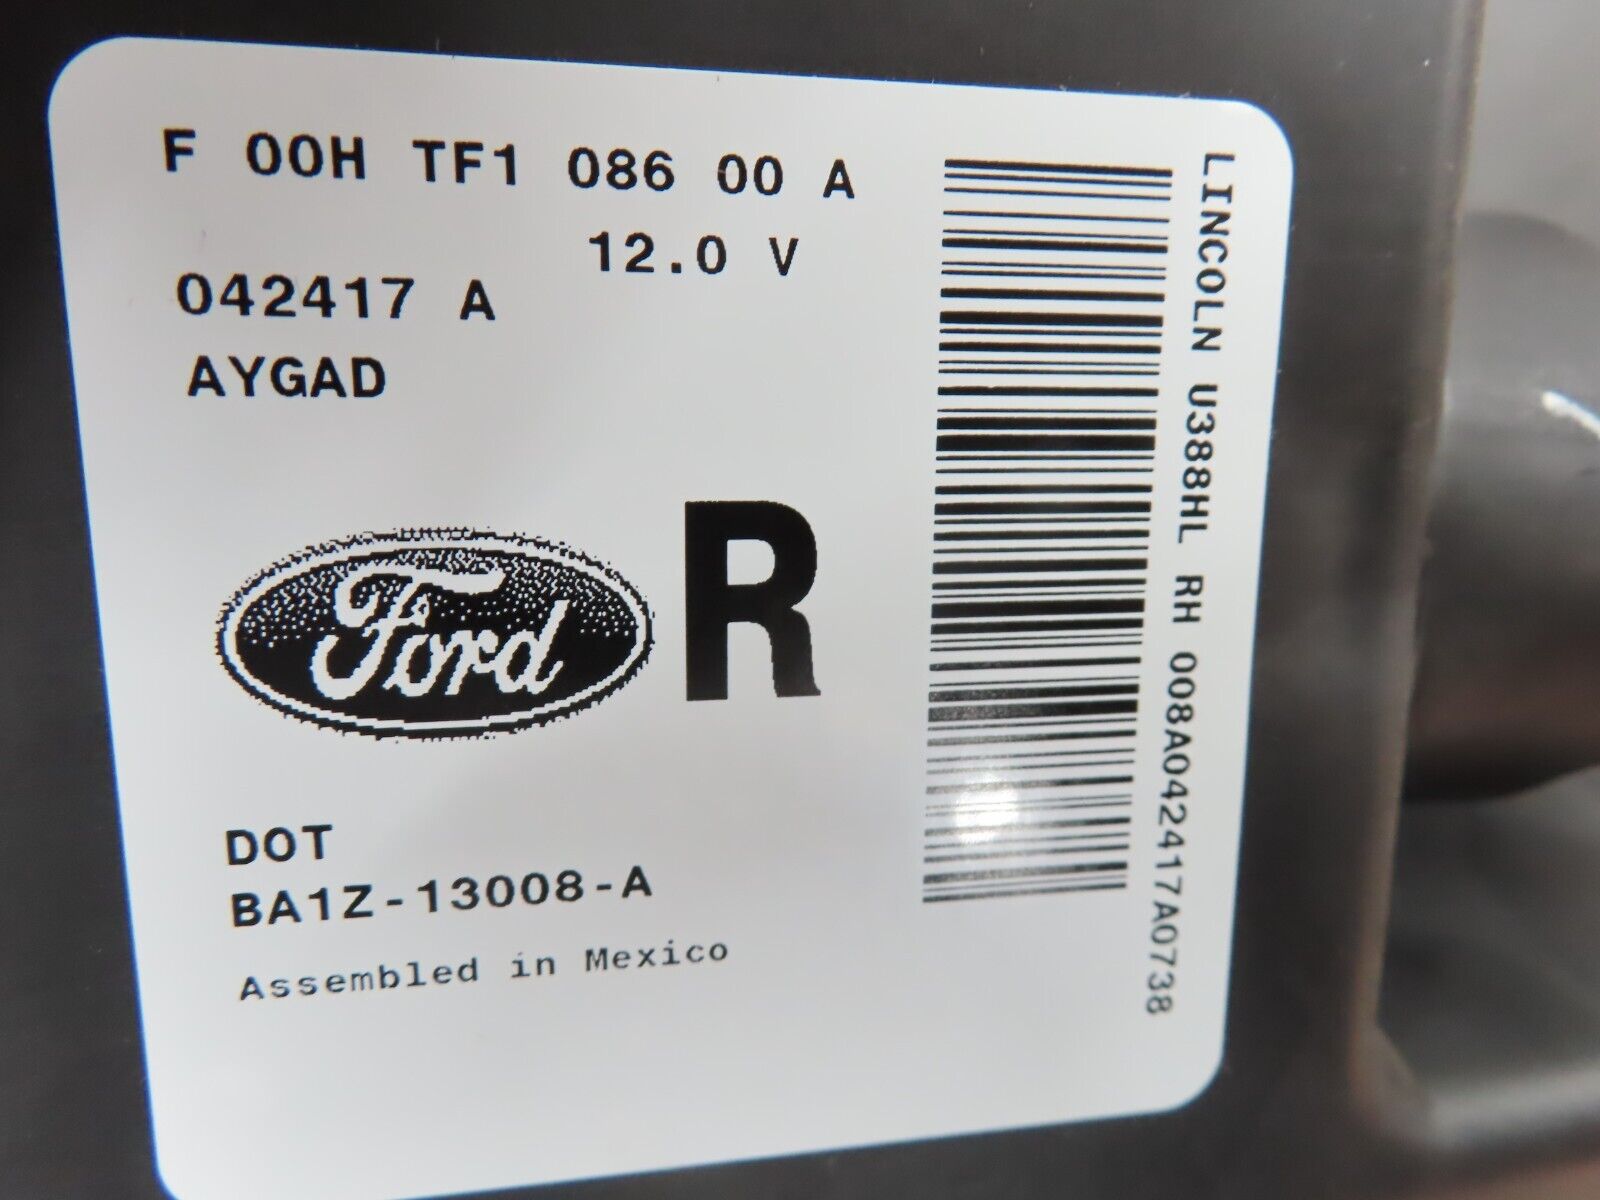 F 00H TF1 086 00 A
12.0 V
042417 A
AYGAD
Ford R
DOT
BA1Z-13008-A
Assembled in Mexico
LINCOLN U388HL RH 008A042417A0738